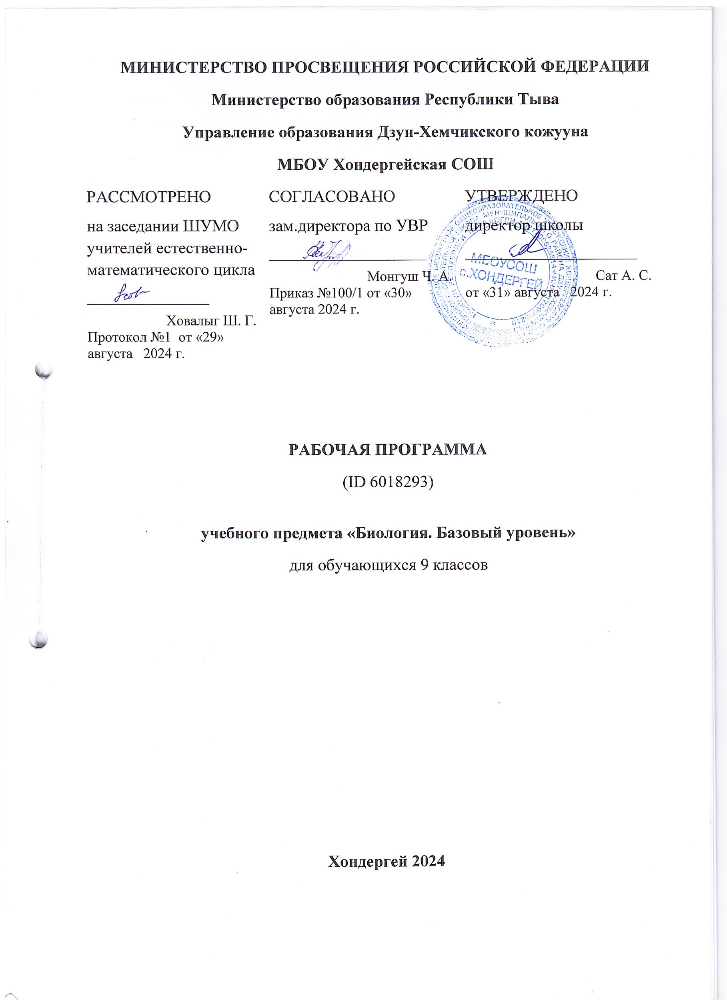 МИНИСТЕРСТВО ПРОСВЕЩЕНИЯ РОССИЙСКОЙ ФЕДЕРАЦИИ
Министерство образования Республики Тыва
Управление образования Дзун-Хемчикского кожууна
МБОУ Хондергейская СОШ
РАССМОТРЕНО
на заседании ШУМО
учителей естественно-
математического цикла
Ховалыг Ш. Г.
Протокол №1 от «29»
августа 2024 г.
СОГЛАСОВАНО
зам.директора по УВР
Монгуш Ч. А.
Приказ №100/1 от «30»
августа 2024 г.
УТВЕРЖДЕНО
директор школы
Сат А. С.
от «31» августа 2024 г.
МБОУСОШ
с.ХОНДЕРГЕЙ
РАБОЧАЯ ПРОГРАММА
(ID 6018293)
учебного предмета «Биология. Базовый уровень»
для обучающихся 9 классов
Хондергей 2024